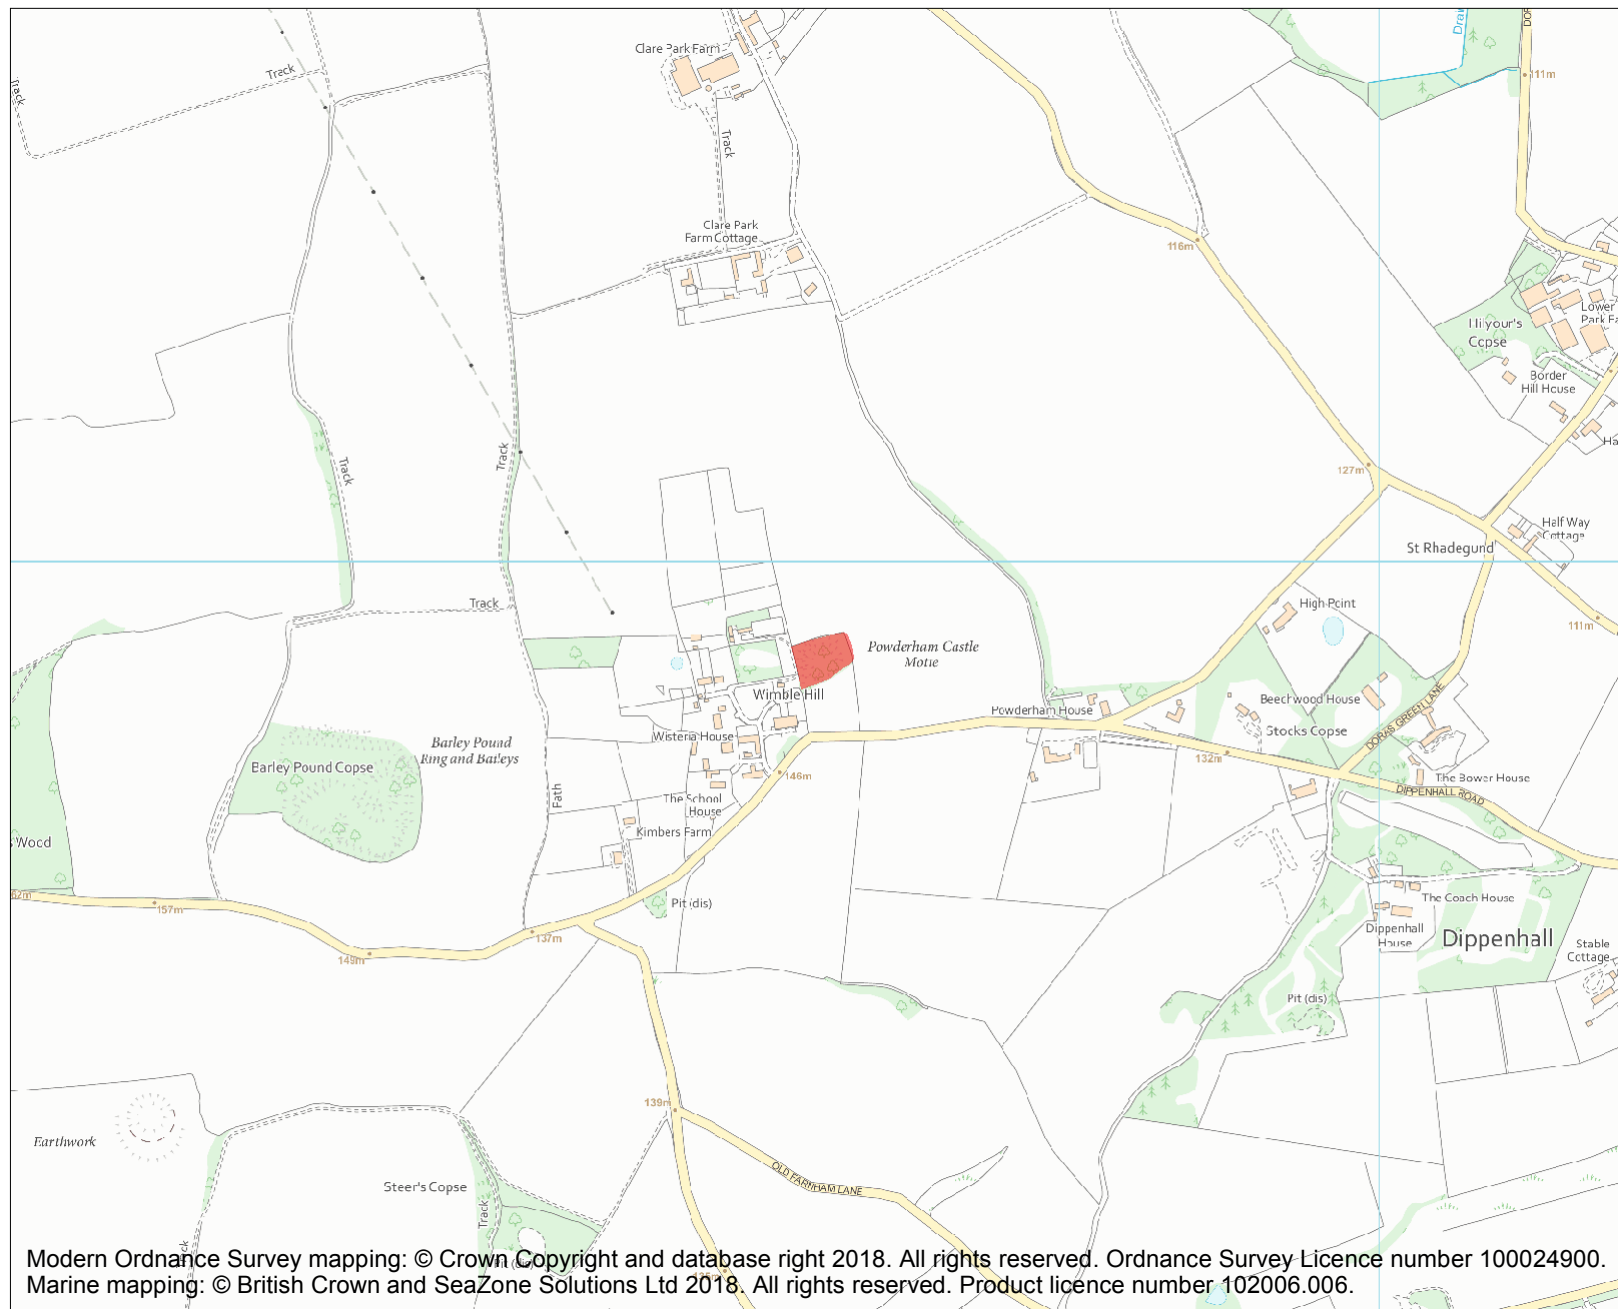 Clare Park Farm
Track
Track
111m
Track
Clare Park
Farm Cottage
116m
Lower
Hilyour's
Copse
Border
Hill House
Track
Track
127m
Half Way
Cottage
St Rhadegund
Track
High Point
111m
Powderham Castle
Motte
Wimble Hill
Beechwood House
Powderham House
DORAS GREEN LANE
Wisteria House
Stocks Copse
Barley Pound
Ring and Baileys
Barley Pound Copse
132m
146m
The Bower House
DIPPENHALL ROAD
Path
The School
House
Kimbers Farm
Wood
157m
Pit (dis)
The Coach House
137m
Dippenhall
House
Dippenhall
Stable
Cottage
149m
Pit (dis)
139m
Earthwork
OLD FARNHAM LANE
Steer's Copse
Track
Modern Ordnance Survey mapping: © Crown Copyright and database right 2018. All rights reserved. Ordnance Survey Licence number 100024900.
Marine mapping: © British Crown and SeaZone Solutions Ltd 2018. All rights reserved. Product licence number 102006.006.